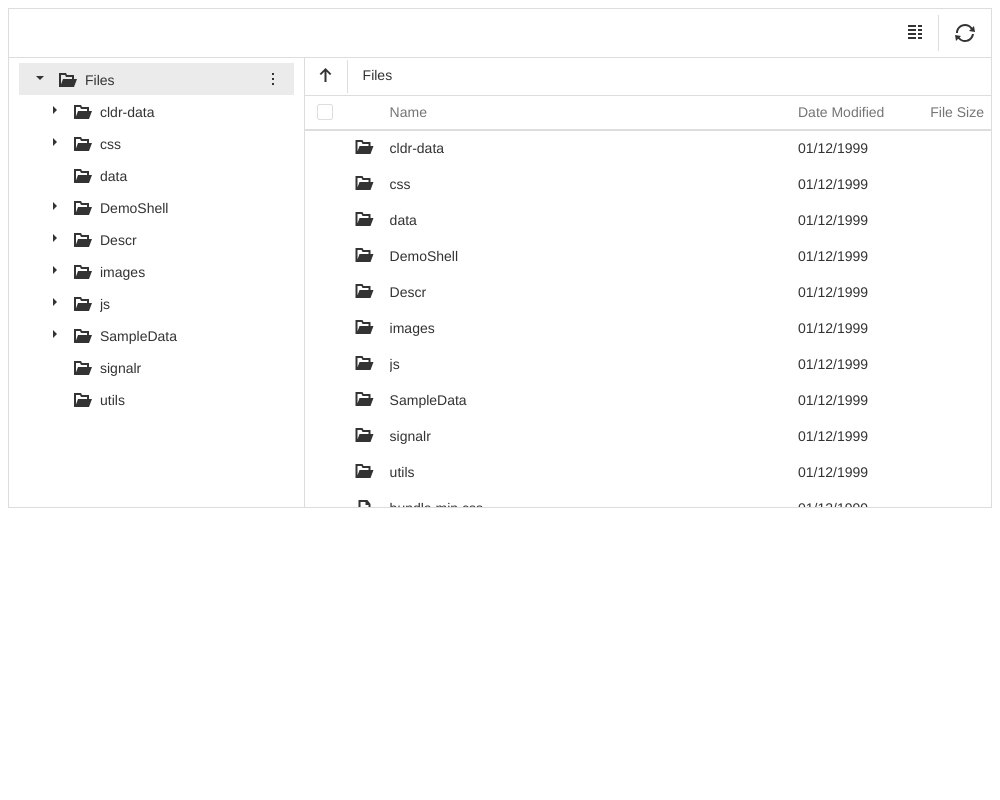 Files
cldr-data
css
data
DemoShell
Descr
images
js
SampleData
signalr
utils
Files
Name Date Modified File Size
cldr-data 01/12/1999
css 01/12/1999
data 01/12/1999
DemoShell 01/12/1999
Descr 01/12/1999
images 01/12/1999
js 01/12/1999
SampleData 01/12/1999
signalr 01/12/1999
utils 01/12/1999